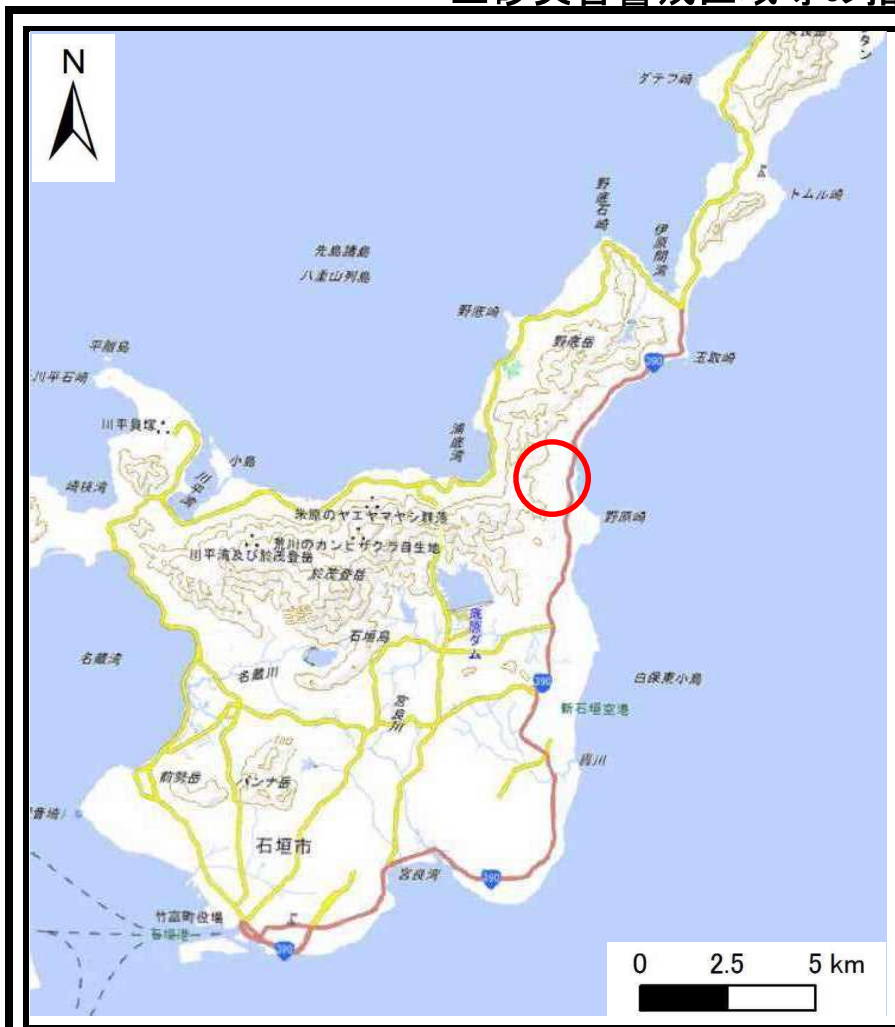 N
ダテフ崎
トムル崎
野底石崎
伊原間湾
先島諸島
八重山列島
野底崎
野底岳
390
玉取崎
平離島
川平石崎
川平貝塚
浦底湾
小島
川平湾
崎枝湾
野原崎
米原のヤエヤマヤシ群落
荒川のカンヒザクラ自生地
川平湾及び於茂登岳
於茂登岳
底原ダム
石垣島
名蔵湾
名蔵川
白保東小島
390
宮良川
新石垣空港
轟川
前勢岳
バンナ岳
石垣市
宮良湾
390
竹富町役場
石垣港
390
0 2.5 5 km